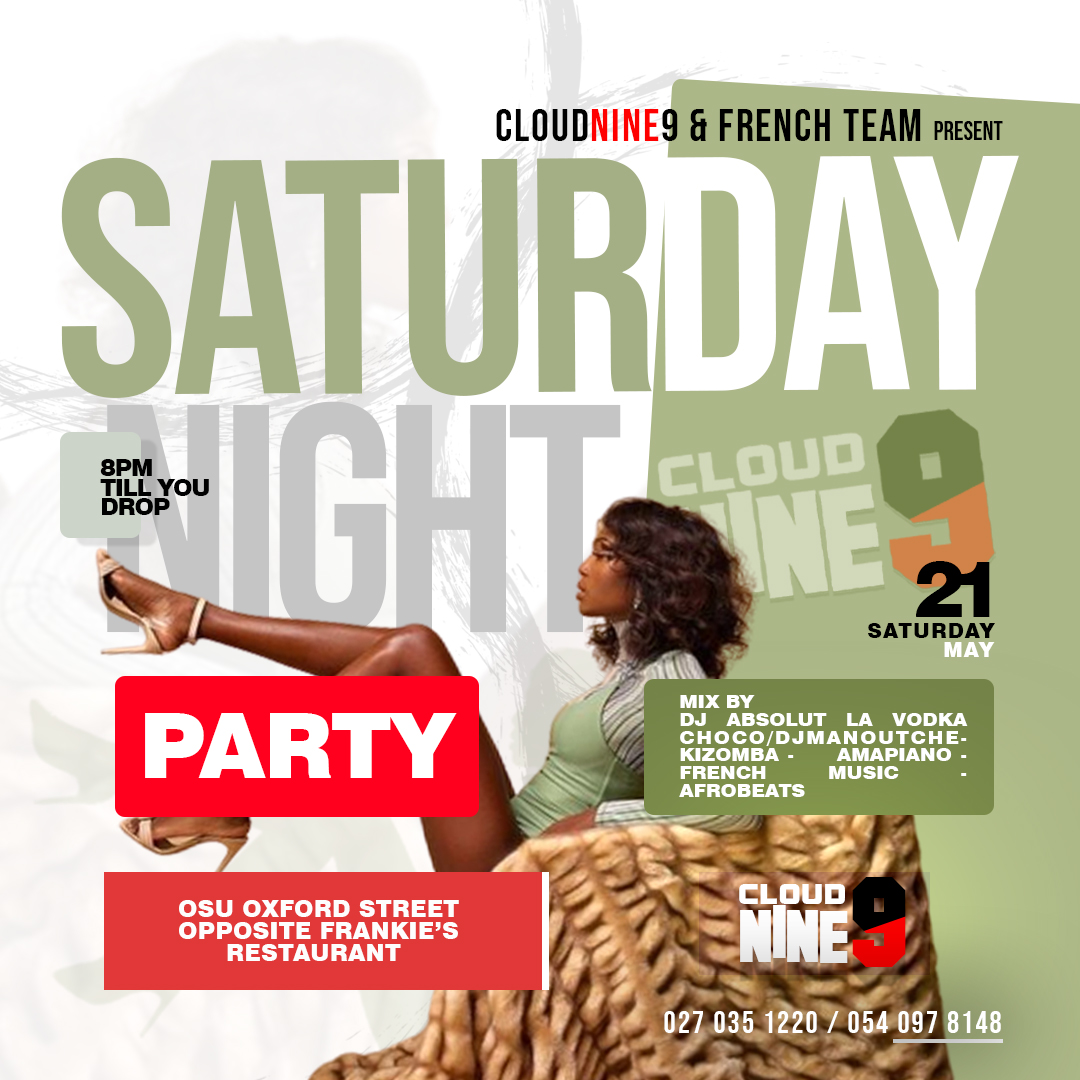 CLOUDNINE9 & FRENCH TEAM PRESENT
SATURDAY
NIGHT
8PM
TILL YOU
DROP
CLOUD
NINE 9
21
SATURDAY
MAY
PARTY
MIX BY
DJ ABSOLUT LA VODKA
CHOCO/DJMANOUTCHE-
KIZOMBA - AMAPIANO -
FRENCH MUSIC -
AFROBEATS
OSU OXFORD STREET
OPPOSITE FRANKIE'S
RESTAURANT
CLOUD
NINE 9
027 035 1220 / 054 097 8148